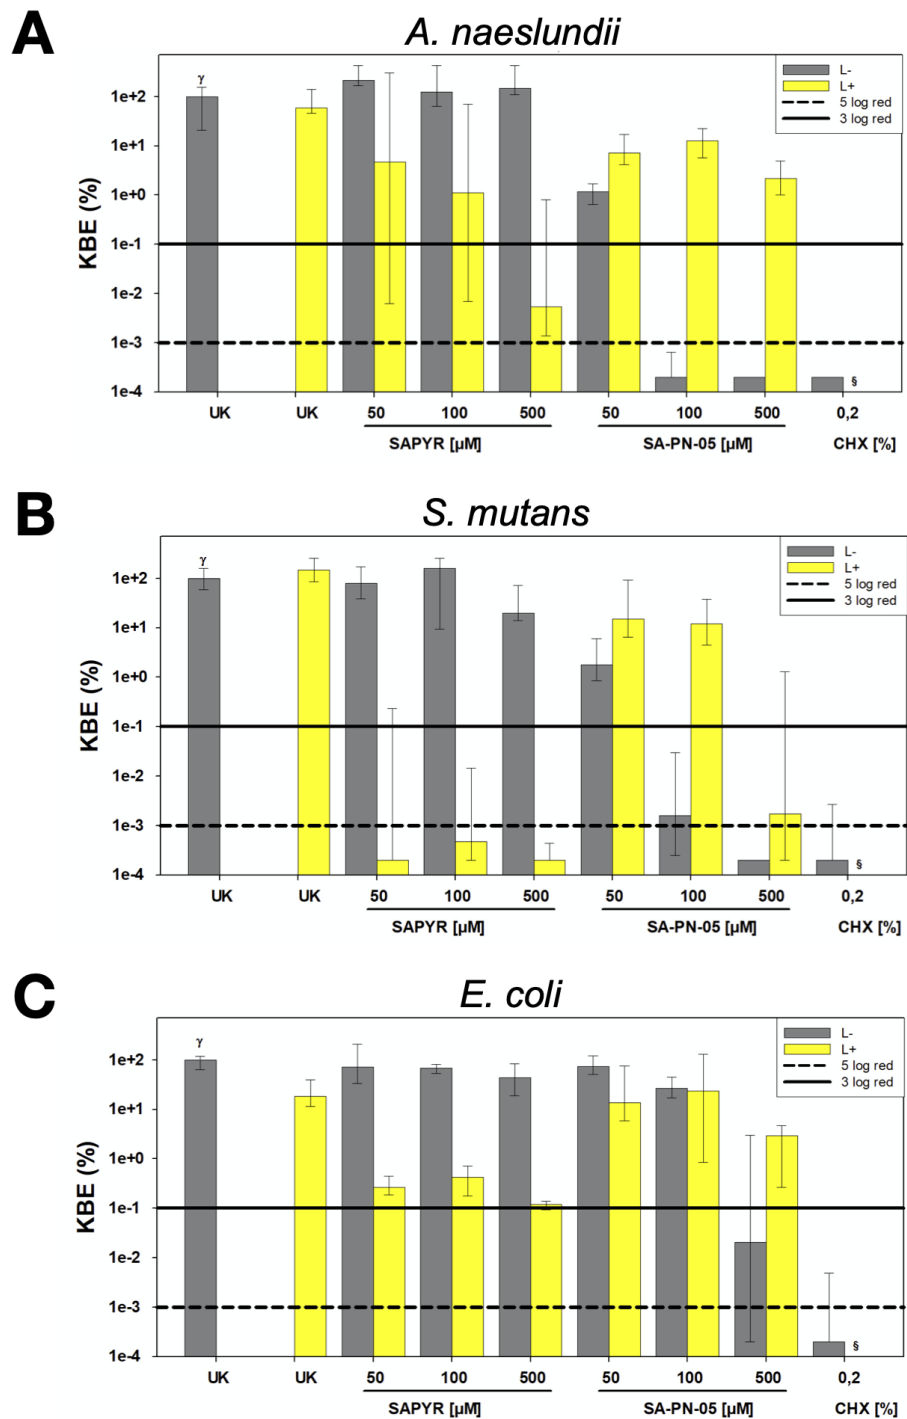 A
A. naeslundii
γ
L-
L+
5 log red
3 log red
KBE (%)
1e+2
1e+1
1e+0
1e-1
1e-2
1e-3
1e-4
§
UK UK 50 100 500 50 100 500 0,2
SAPYR [µM] SA-PN-05 [µM] CHX [%]
B
S. mutans
γ
L-
L+
5 log red
3 log red
KBE (%)
1e+2
1e+1
1e+0
1e-1
1e-2
1e-3
1e-4
§
UK UK 50 100 500 50 100 500 0,2
SAPYR [µM] SA-PN-05 [µM] CHX [%]
C
E. coli
γ
L-
L+
5 log red
3 log red
KBE (%)
1e+2
1e+1
1e+0
1e-1
1e-2
1e-3
1e-4
§
UK UK 50 100 500 50 100 500 0,2
SAPYR [µM] SA-PN-05 [µM] CHX [%]